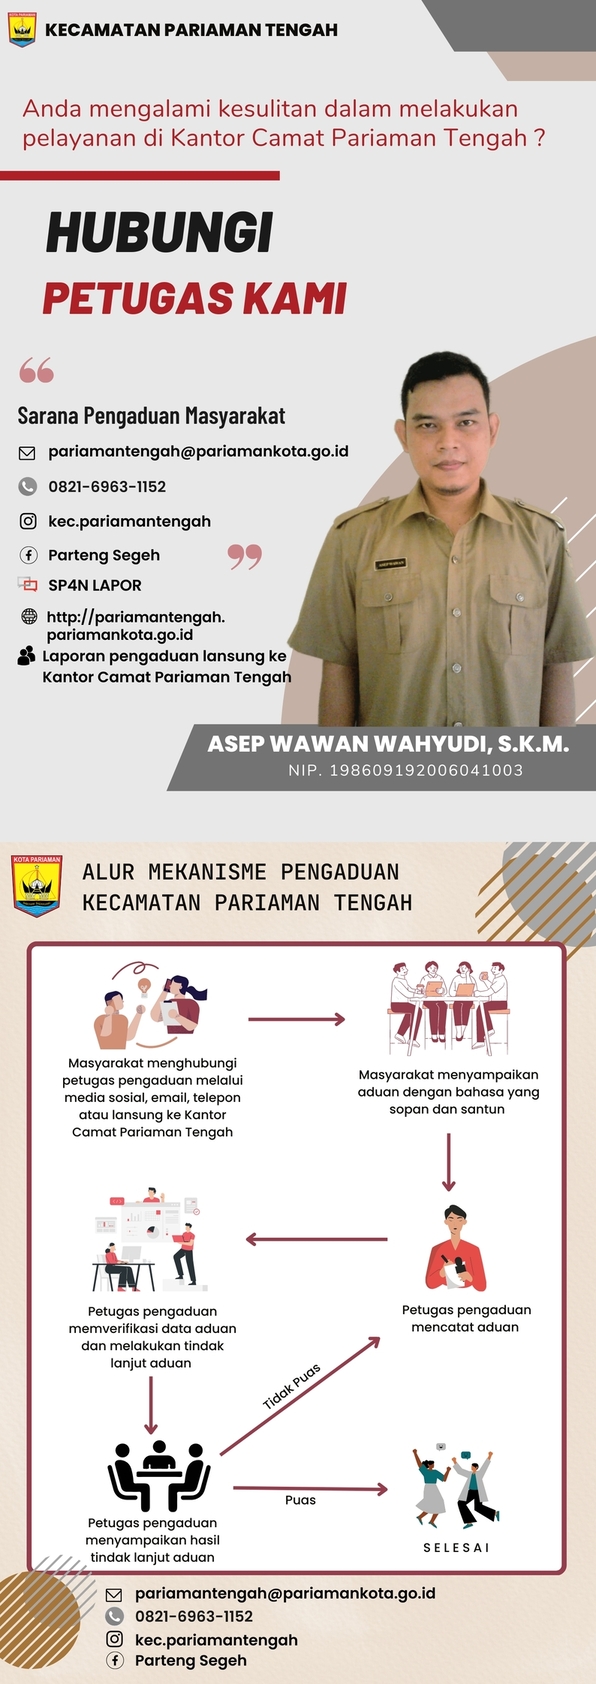 KECAMATAN PARIAMAN TENGAH
Anda mengalami kesulitan dalam melakukan
pelayanan di Kantor Camat Pariaman Tengah ?
HUBUNGI
PETUGAS KAMI
Sarana Pengaduan Masyarakat
pariamantengah@pariamankota.go.id
0821-6963-1152
kec.pariamantengah
Parteng Segeh
SP4N LAPOR
http://pariamantengah.
pariamankota.go.id
Laporan pengaduan lansung ke
Kantor Camat Pariaman Tengah
ASEP WAWAN WAHYUDI, S.K.M.
NIP. 198609192006041003
KOTA PARIAMAN
ALUR MEKANISME PENGADUAN
KECAMATAN PARIAMAN TENGAH
Masyarakat menghubungi
petugas pengaduan melalui
media sosial, email, telepon
atau lansung ke Kantor
Camat Pariaman Tengah
Masyarakat menyampaikan
aduan dengan bahasa yang
sopan dan santun
Petugas pengaduan
mencatat aduan
Petugas pengaduan
memverifikasi data aduan
dan melakukan tindak
lanjut aduan
Tidak Puas
Puas
Petugas pengaduan
menyampaikan hasil
tindak lanjut aduan
SELESAI
pariamantengah@pariamankota.go.id
0821-6963-1152
kec.pariamantengah
Parteng Segeh